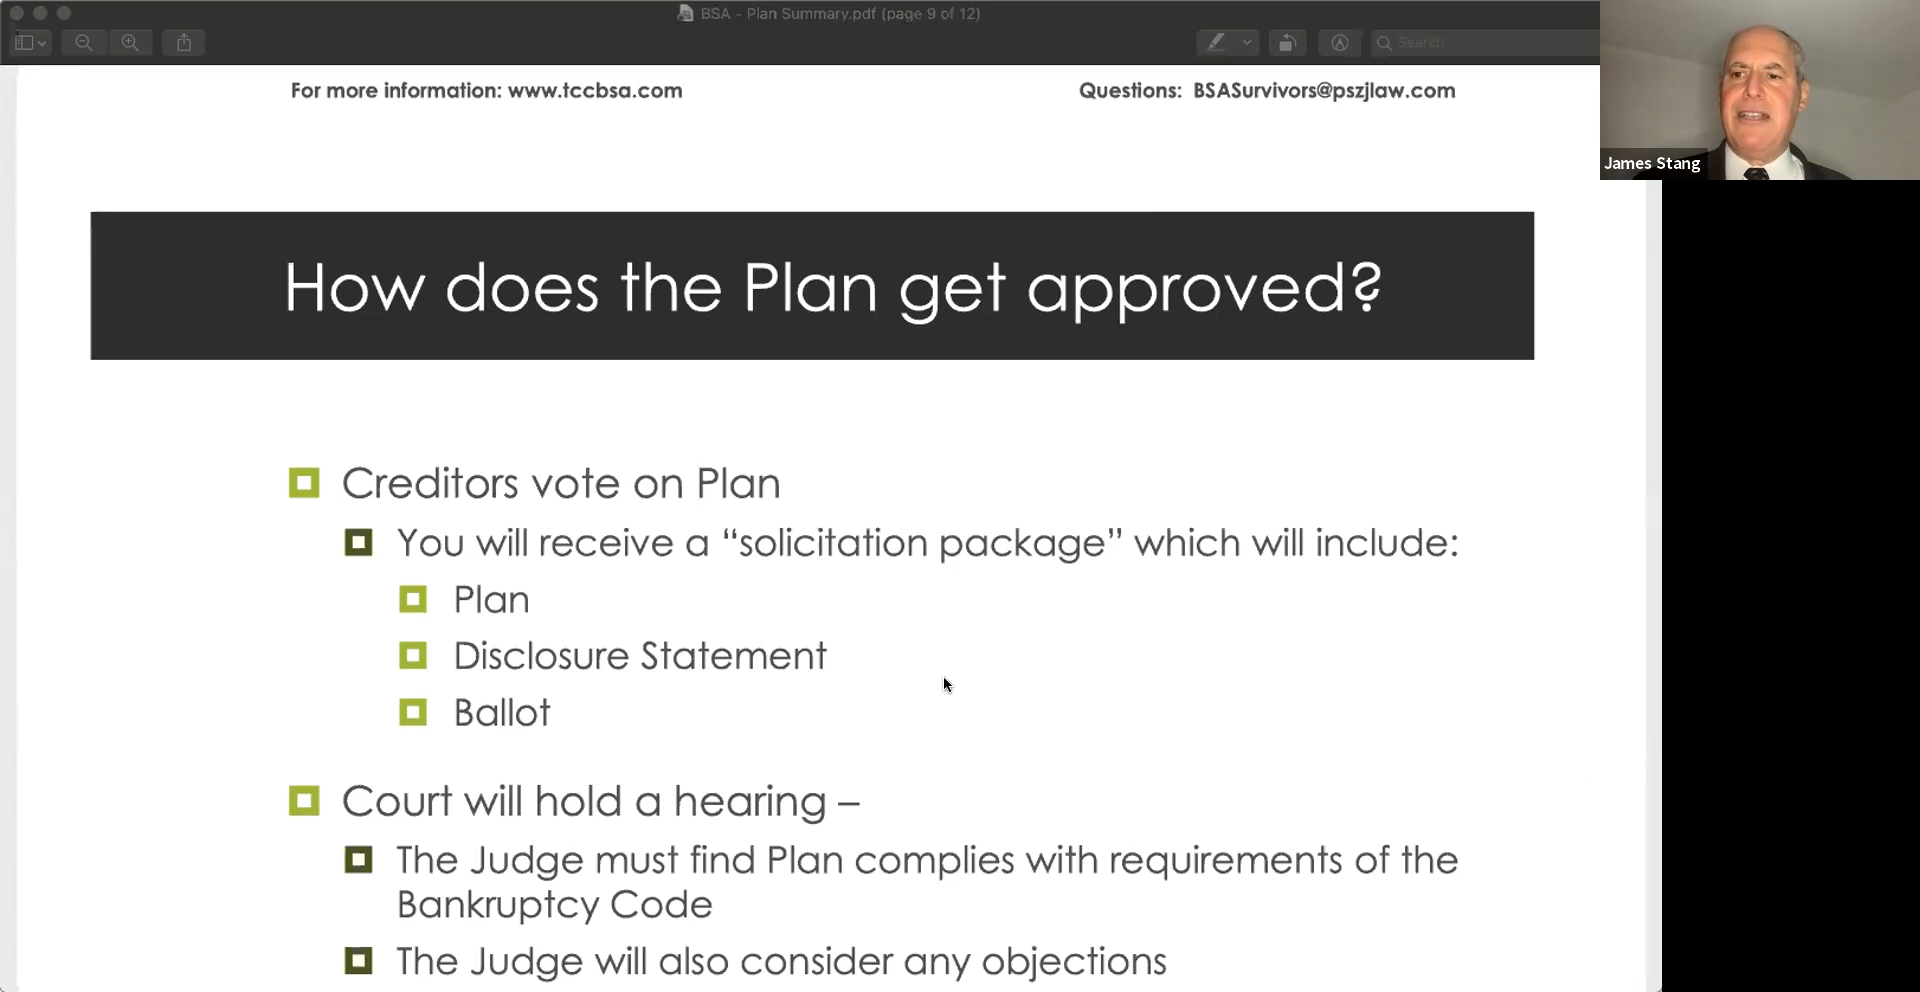 BSA - Plan Summary.pdf (page 9 of 12)
Search
For more information: www.tccbsa.com
Questions: BSASurvivors@pszjlaw.com
James Stang
How does the Plan get approved?
Creditors vote on Plan
You will receive a “solicitation package” which will include:
Plan
Disclosure Statement
Ballot
Court will hold a hearing –
The Judge must find Plan complies with requirements of the
Bankruptcy Code
The Judge will also consider any objections